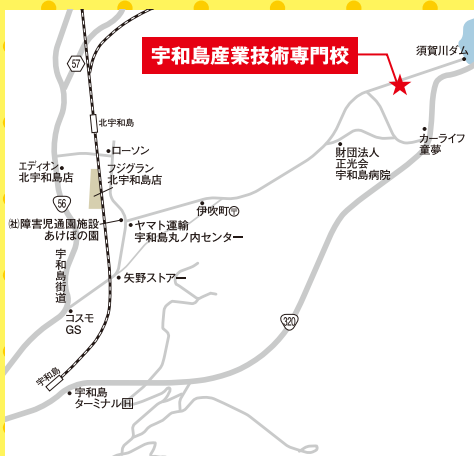 宇和島産業技術専門校
須賀川ダム
57
北宇和島
ローソン
エディオン
北宇和島店
フジグラン
北宇和島店
財団法人
正光会
宇和島病院
カーライフ
童夢
56
伊吹町〒
㈳障害児通園施設
あけぼの園
ヤマト運輸
宇和島丸ノ内センター
宇和島街道
矢野ストアー
コスモ
GS
320
宇和島
宇和島
ターミナルH